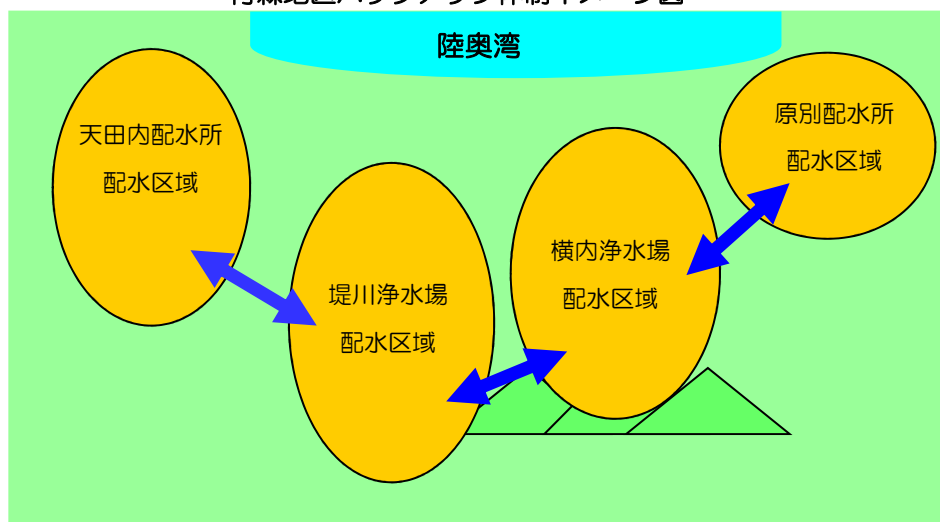 陸奥湾
天田内配水所
配水区域
堤川浄水場
配水区域
横内浄水場
配水区域
原別配水所
配水区域